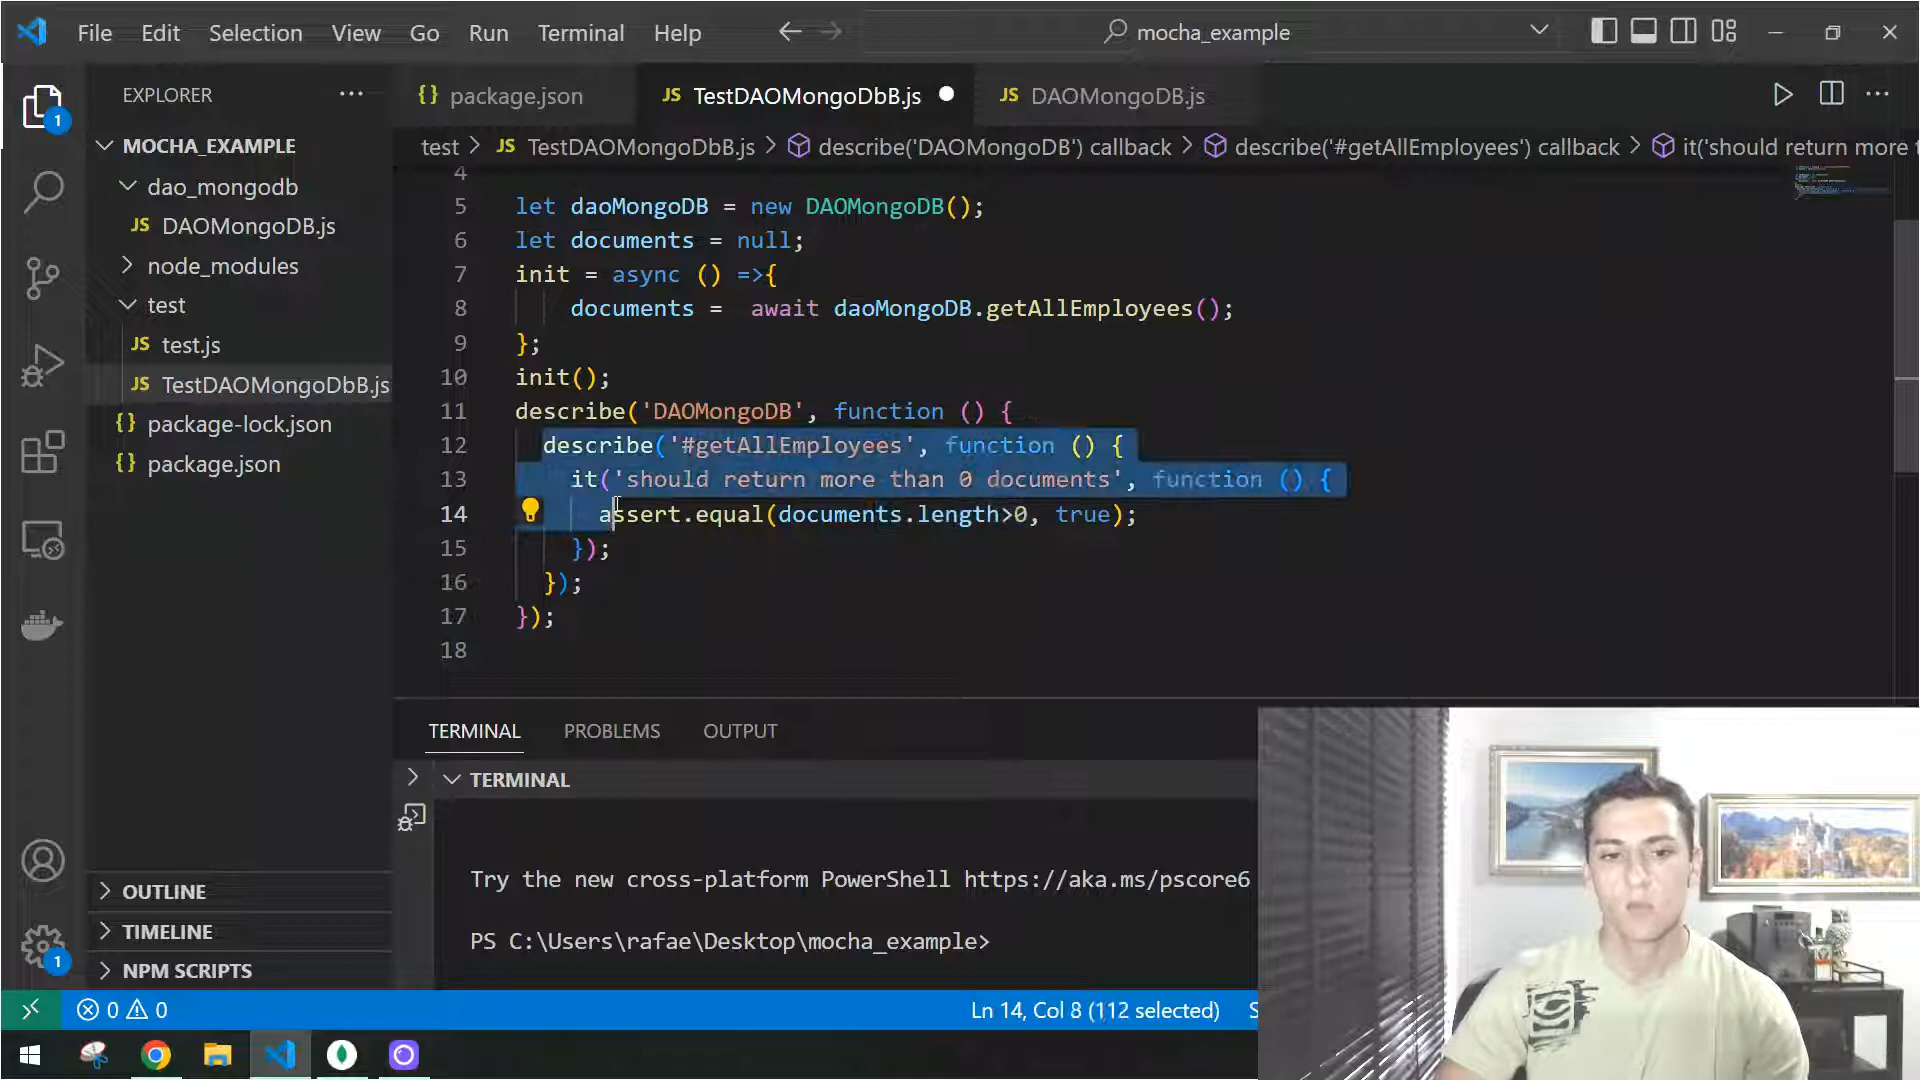 File Edit Selection View Go Run Terminal Help
mocha_example
EXPLORER
package.json
TestDAOMongoDbB.js
DAOMongoDB.js
test > JS TestDAOMongoDbB.js > describe('DAOMongoDB') callback > describe('#getAllEmployees') callback > it('should return more
1
MOCHA_EXAMPLE
dao_mongodb
JS DAOMongoDB.js
node_modules
test
JS test.js
JS TestDAOMongoDbB.js
{} package-lock.json
{} package.json
OUTLINE
TIMELINE
NPM SCRIPTS
1
4
5 let daoMongoDB = new DAOMongoDB();
6 let documents = null;
7 init = async () =>{
8 documents = await daoMongoDB.getAllEmployees();
9 };
10 init();
11 describe('DAOMongoDB', function () {
12 describe('#getAllEmployees', function () {
13 it('should return more than 0 documents', function () {
14 assert.equal(documents.length>0, true);
15 });
16 });
17 });
18
TERMINAL PROBLEMS OUTPUT
TERMINAL
Try the new cross-platform PowerShell https://aka.ms/pscore6
PS C:\Users\rafae\Desktop\mocha_example>
0 0
Ln 14, Col 8 (112 selected)